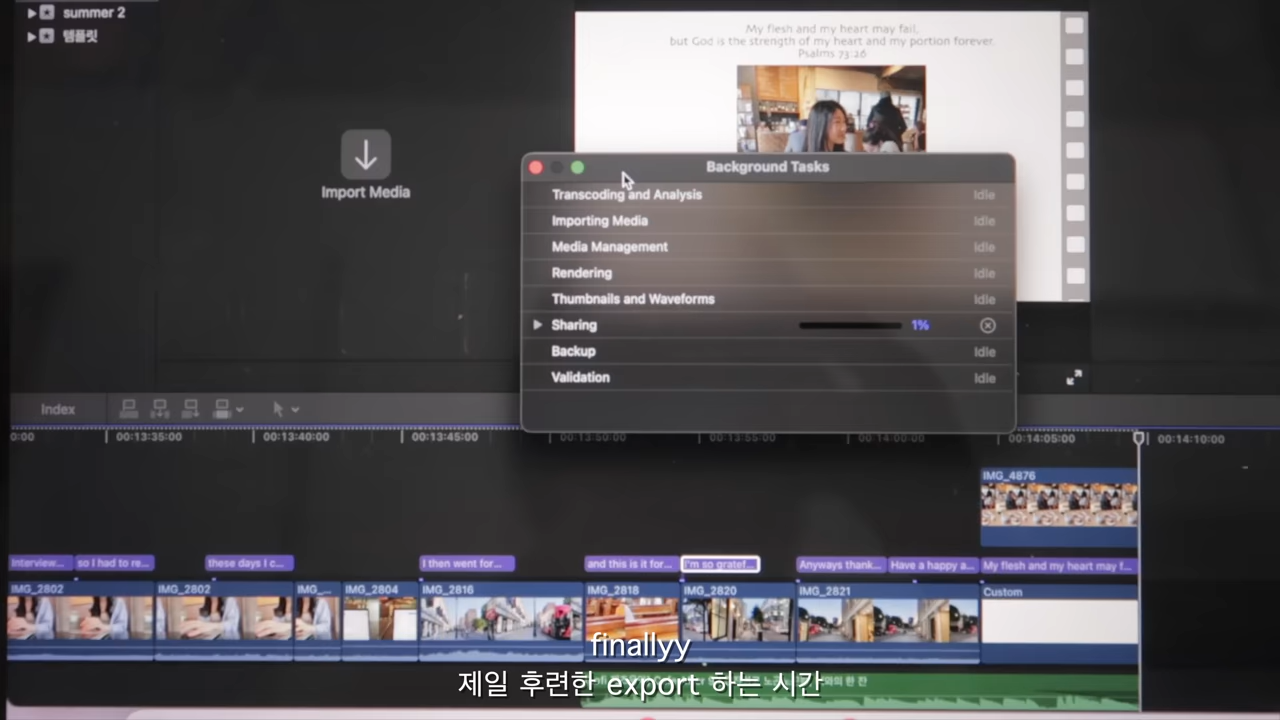 summer 2
템플릿
My flesh and my heart may fail,
but God is the strength of my heart and my portion forever.
Psalms 73:26
Import Media
Background Tasks
Transcoding and Analysis Idle
Importing Media Idle
Media Management Idle
Rendering Idle
Thumbnails and Waveforms Idle
Sharing 1%
Backup Idle
Validation Idle
Index
0:00 00:13:35:00 00:13:40:00 00:13:45:00 00:13:50:00 00:13:55:00 00:14:00:00 00:14:05:00 00:14:10:00
IMG_4876
Interview... so I had to re... these days I c... I then went for... and this is it for... I'm so gratef... Anyways thank... Have a happy a... My flesh and my heart may f...
IMG_2802 IMG_2802 IMG_... IMG_2804 IMG_2816 IMG_2818 IMG_2820 IMG_2821 Custom
finallyy
제일 후련한 export 하는 시간